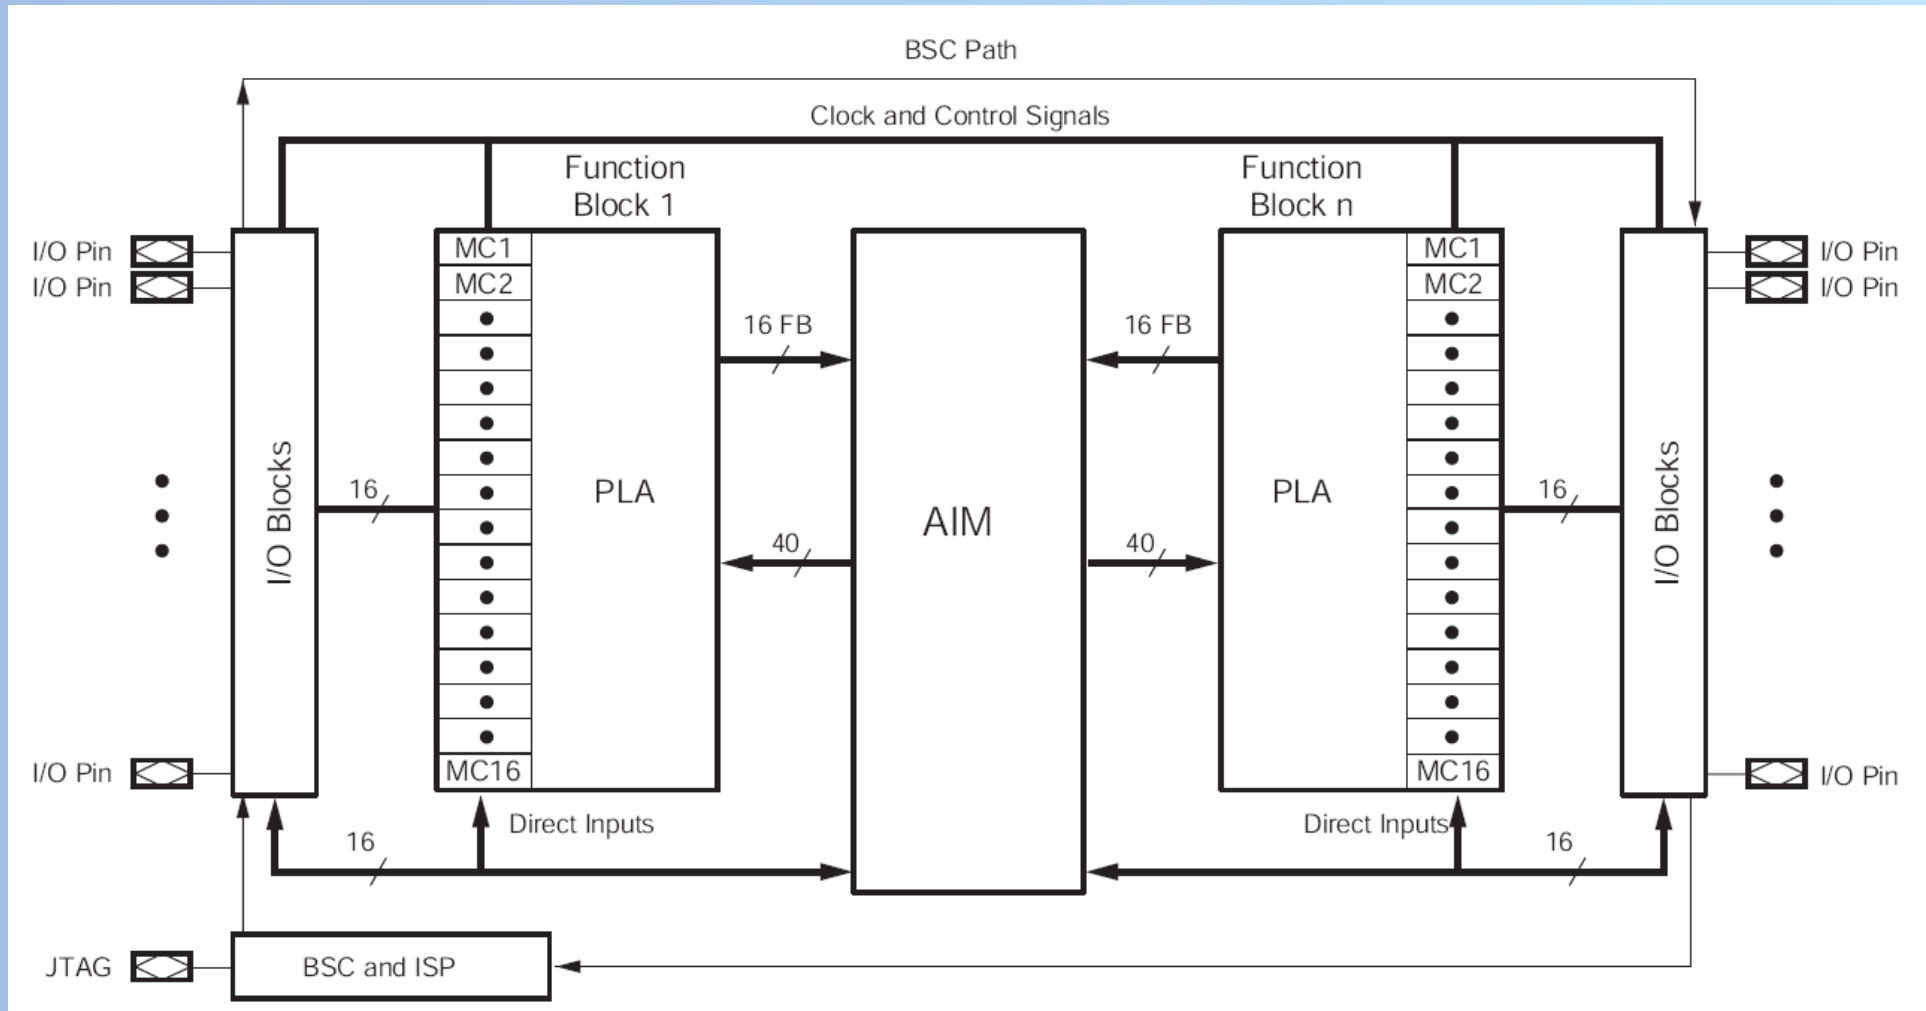 BSC Path
Clock and Control Signals
Function
Block 1
Function
Block n
I/O Pin
I/O Pin
I/O Pin
I/O Blocks
16
MC1
MC2
MC16
PLA
16 FB
40
AIM
16 FB
40
PLA
MC1
MC2
MC16
16
I/O Blocks
I/O Pin
I/O Pin
I/O Pin
16
Direct Inputs
Direct Inputs
16
JTAG
BSC and ISP